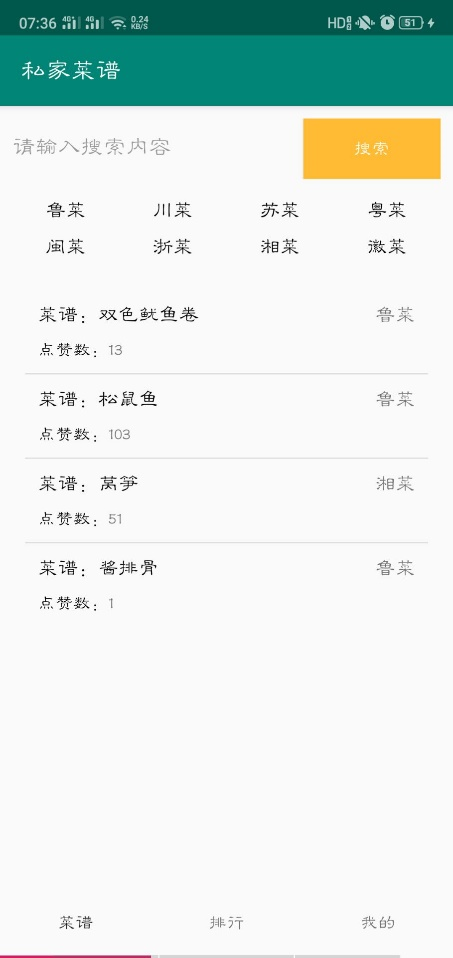 07:36 4G 4G 0.24 KB/S HD 51
私家菜谱
请输入搜索内容 搜索
鲁菜 川菜 苏菜 粤菜
闽菜 浙菜 湘菜 徽菜
菜谱：双色鱿鱼卷 鲁菜
点赞数：13
菜谱：松鼠鱼 鲁菜
点赞数：103
菜谱：莴笋 湘菜
点赞数：51
菜谱：酱排骨 鲁菜
点赞数：1
菜谱 排行 我的